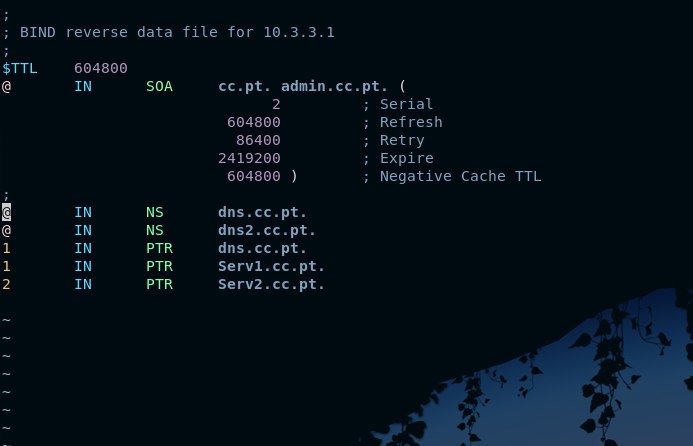 ;
; BIND reverse data file for 10.3.3.1
;
$TTL    604800
@       IN      SOA     cc.pt. admin.cc.pt. (
                              2         ; Serial
                         604800         ; Refresh
                          86400         ; Retry
                        2419200         ; Expire
                         604800 )       ; Negative Cache TTL
;
@       IN      NS      dns.cc.pt.
@       IN      NS      dns2.cc.pt.
1       IN      PTR     dns.cc.pt.
1       IN      PTR     Serv1.cc.pt.
2       IN      PTR     Serv2.cc.pt.
~
~
~
~
~
~
~
~